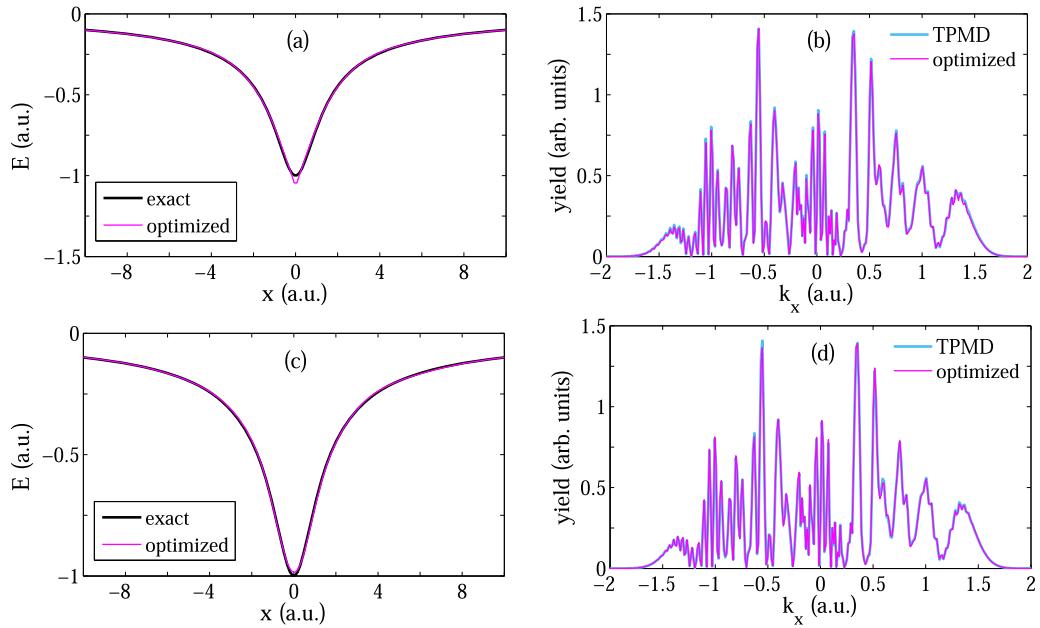 (a)
E (a.u.)
0
−0.5
−1
−1.5
exact
optimized
−8 −4 0 4 8
x (a.u.)
(b)
TPMD
optimized
yield (arb. units)
1.5
1
0.5
0
−2 −1.5 −1 −0.5 0 0.5 1 1.5 2
k_x (a.u.)
(c)
E (a.u.)
0
−0.5
−1
exact
optimized
−8 −4 0 4 8
x (a.u.)
(d)
TPMD
optimized
yield (arb. units)
1.5
1
0.5
0
−2 −1.5 −1 −0.5 0 0.5 1 1.5 2
k_x (a.u.)